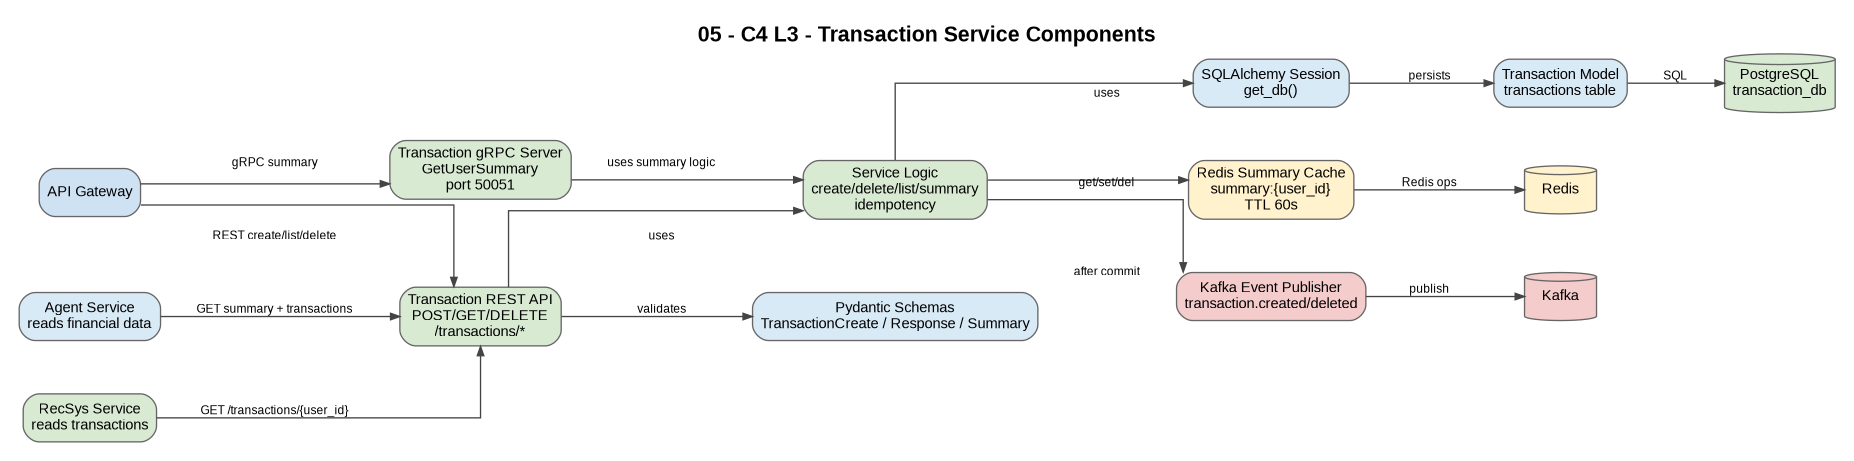 05 - C4 L3 - Transaction Service Components
SQLAlchemy Session
get_db()
persists
Transaction Model
transactions table
SQL
PostgreSQL
transaction_db
uses
API Gateway
gRPC summary
Transaction gRPC Server
GetUserSummary
port 50051
uses summary logic
Service Logic
create/delete/list/summary
idempotency
get/set/del
Redis Summary Cache
summary:{user_id}
TTL 60s
Redis ops
Redis
REST create/list/delete
uses
after commit
Kafka Event Publisher
transaction.created/deleted
publish
Kafka
Agent Service
reads financial data
GET summary + transactions
Transaction REST API
POST/GET/DELETE
/transactions/*
validates
Pydantic Schemas
TransactionCreate / Response / Summary
RecSys Service
reads transactions
GET /transactions/{user_id}